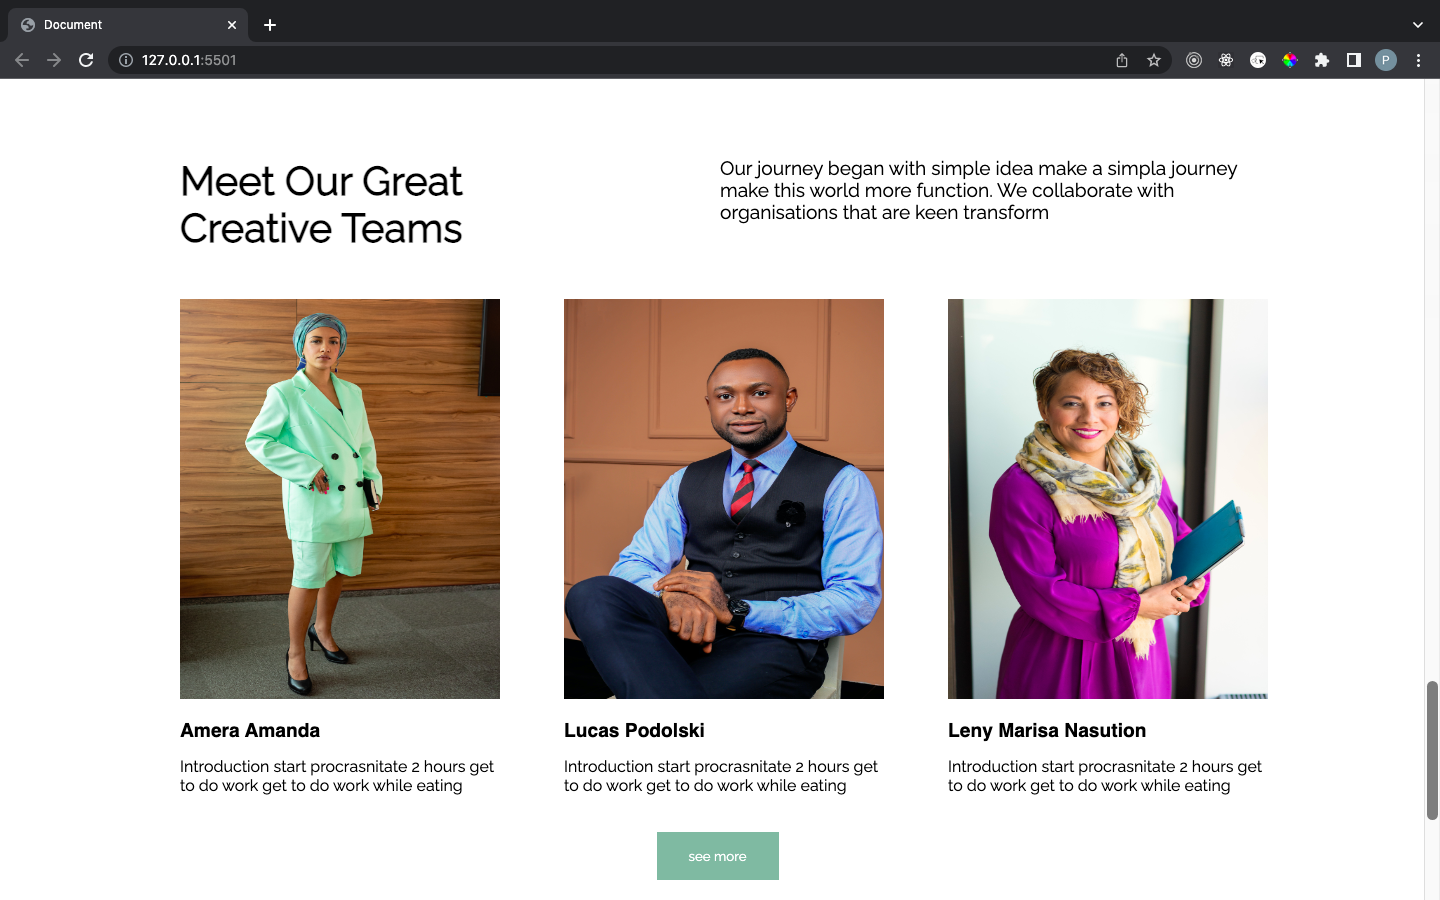 Document
127.0.0.1:5501
P
Meet Our Great
Creative Teams
Our journey began with simple idea make a simpla journey
make this world more function. We collaborate with
organisations that are keen transform
Amera Amanda
Introduction start procrasnitate 2 hours get
to do work get to do work while eating
Lucas Podolski
Introduction start procrasnitate 2 hours get
to do work get to do work while eating
Leny Marisa Nasution
Introduction start procrasnitate 2 hours get
to do work get to do work while eating
see more